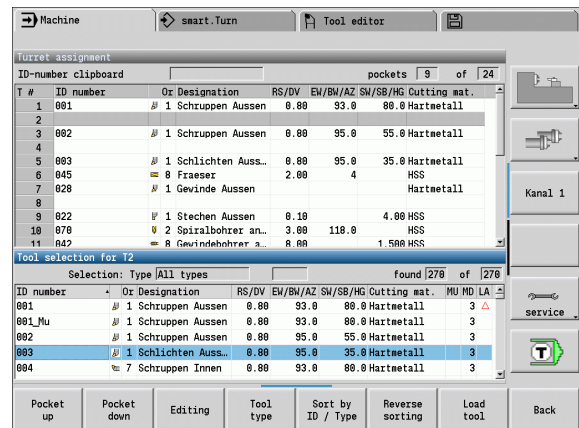 Machine smart.Turn Tool editor
Turret assignment
ID-number clipboard pockets 9 of 24
T # ID number Or Designation RS/DV EW/BW/AZ SW/SB/HG Cutting mat.
1 001 1 Schruppen Aussen 0.80 93.0 80.0 Hartmetall
2
3 002 1 Schruppen Aussen 0.80 95.0 55.0 Hartmetall
4
5 003 1 Schlichten Auss… 0.80 95.0 35.0 Hartmetall
6 045 8 Fraeser 2.00 4 HSS
7 028 1 Gewinde Aussen Hartmetall
8
9 022 1 Stechen Aussen 0.10 4.00 HSS
10 070 2 Spiralbohrer an… 3.00 118.0 HSS
11 042 8 Gewindebohrer a… 8.00 1.500 HSS
Kanal 1
Tool selection for T2
Selection: Type All types found 270 of 270
ID number Or Designation RS/DV EW/BW/AZ SW/SB/HG Cutting mat. MU MD LA
001 1 Schruppen Aussen 0.80 93.0 80.0 Hartmetall 3
001_Mu 1 Schruppen Aussen 0.80 93.0 80.0 Hartmetall 3
002 1 Schruppen Aussen 0.80 95.0 55.0 Hartmetall 3
003 1 Schlichten Auss… 0.80 95.0 35.0 Hartmetall 3
004 7 Schruppen Innen 0.80 93.0 80.0 Hartmetall 3
service
T
Pocket up
Pocket down
Editing
Tool type
Sort by ID / Type
Reverse sorting
Load tool
Back